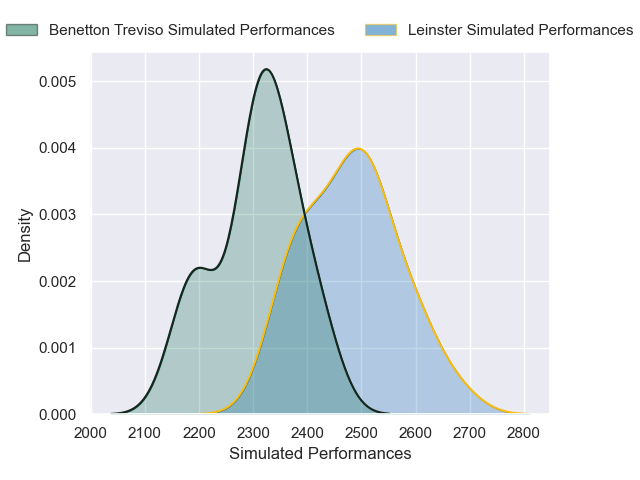 Benetton Treviso Simulated Performances Leinster Simulated Performances
0.005
0.004
0.003
0.002
0.001
0.000
Density
2000 2100 2200 2300 2400 2500 2600 2700 2800
Simulated Performances